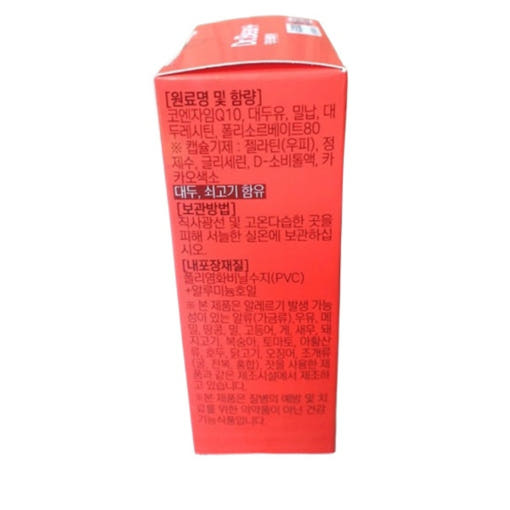 [원료명 및 함량]
코엔자임Q10, 대두유, 밀납, 대
두레시틴, 폴리소르베이트80
※ 캡슐기제 : 젤라틴(우피), 정
제수, 글리세린, D-소비톨액, 카
카오색소
대두, 쇠고기 함유
[보관방법]
직사광선 및 고온다습한 곳을
피해 서늘한 실온에 보관하십
시오.
[내포장재질]
폴리염화비닐수지(PVC)
+알루미늄호일
※ 본 제품은 알레르기 발생 가능
성이 있는 알류(가금류), 우유, 메
밀, 땅콩, 밀, 고등어, 게, 새우, 돼
지고기, 복숭아, 토마토, 아황산
류, 호두, 닭고기, 오징어, 조개류
(굴, 전복, 홍합), 잣을 사용한 제
품과 같은 제조시설에서 제조하
고 있습니다.
※본 제품은 질병의 예방 및 치
료를 위한 의약품이 아닌 건강
기능식품입니다.